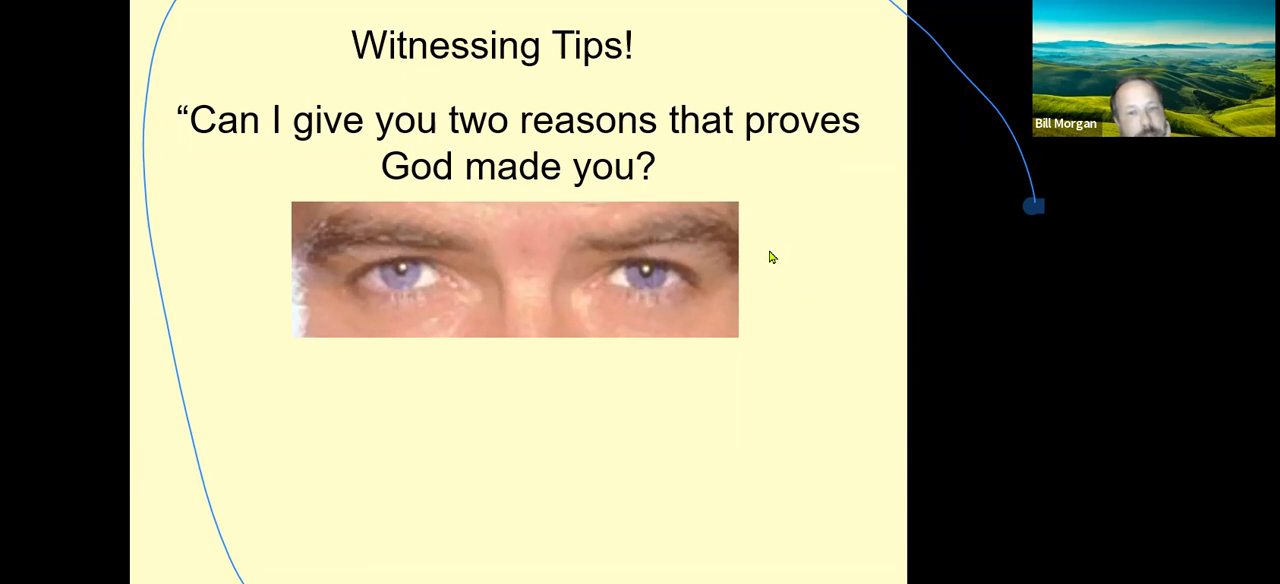 Witnessing Tips!
“Can I give you two reasons that proves
God made you?
Bill Morgan